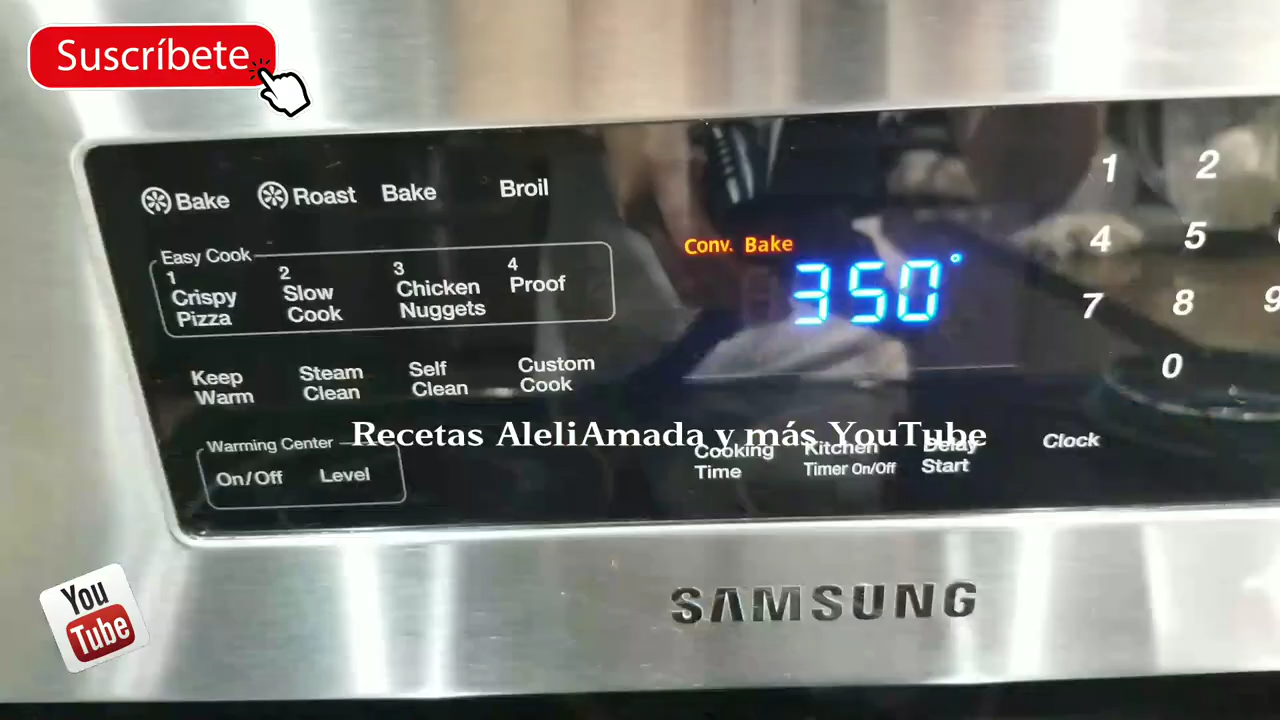 Suscríbete
Bake Roast Bake Broil
Easy Cook
1 2 3 4
Crispy Pizza
Slow Cook
Chicken Nuggets
Proof
Keep Warm
Steam Clean
Self Clean
Custom Cook
Warming Center
On/Off Level
Conv. Bake
350°
1 2
4 5
7 8 9
0
Recetas AleliAmada y más YouTube
Cooking Time
Kitchen Timer On/Off
Delay Start
Clock
SAMSUNG
You
Tube